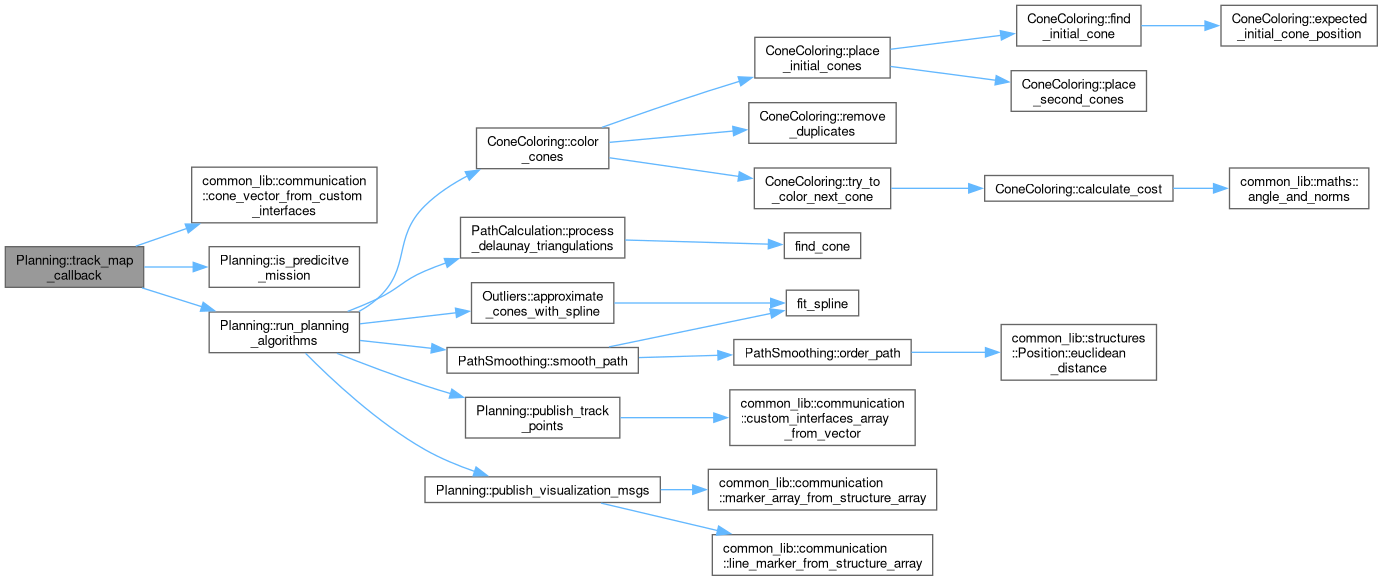 Planning::track_map
_callback
common_lib::communication
::cone_vector_from_custom
_interfaces
Planning::is_predicitve
_mission
Planning::run_planning
_algorithms
ConeColoring::color
_cones
ConeColoring::place
_initial_cones
ConeColoring::find
_initial_cone
ConeColoring::expected
_initial_cone_position
ConeColoring::place
_second_cones
ConeColoring::remove
_duplicates
ConeColoring::try_to
_color_next_cone
ConeColoring::calculate_cost
common_lib::maths::
angle_and_norms
PathCalculation::process
_delaunay_triangulations
find_cone
Outliers::approximate
_cones_with_spline
fit_spline
PathSmoothing::smooth_path
PathSmoothing::order_path
common_lib::structures
::Position::euclidean
_distance
Planning::publish_track
_points
common_lib::communication
::custom_interfaces_array
_from_vector
Planning::publish_visualization_msgs
common_lib::communication
::marker_array_from_structure_array
common_lib::communication
::line_marker_from_structure_array